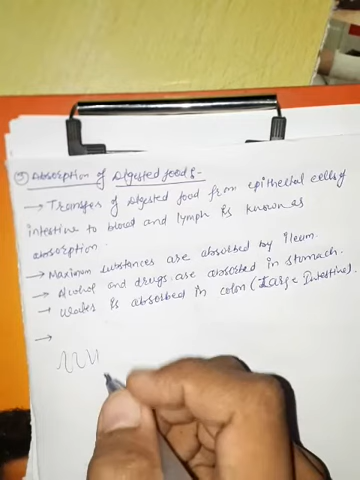 ③ Absorption of Digested food:-
→ Transfer of digested food from epithelial cells of
intestine to blood and lymph is known as
absorption.
→ Maximum substances are absorbed by ileum.
→ Alcohol and drugs are absorbed in stomach.
→ Water is absorbed in colon (Large Intestine).
→